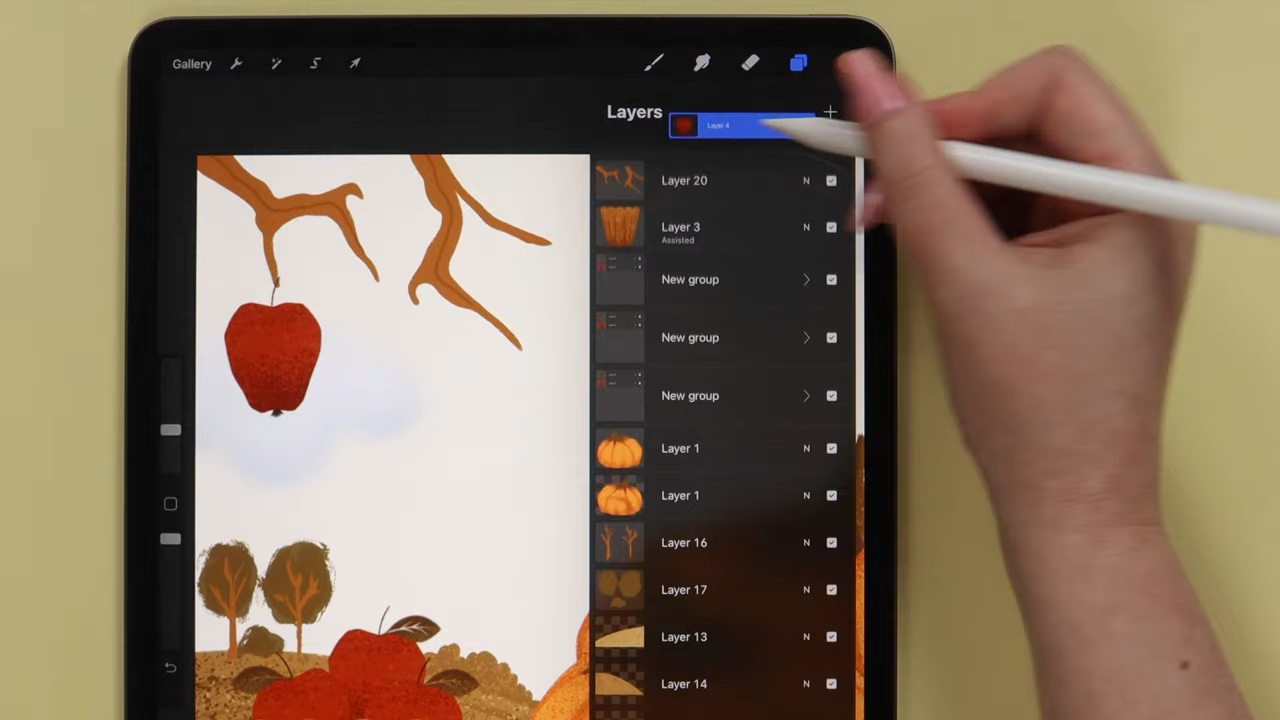 Gallery
Layers
Layer 4
Layer 20 N
Layer 3 N
Assisted
New group
New group
New group
Layer 1 N
Layer 1 N
Layer 16 N
Layer 17 N
Layer 13 N
Layer 14 N